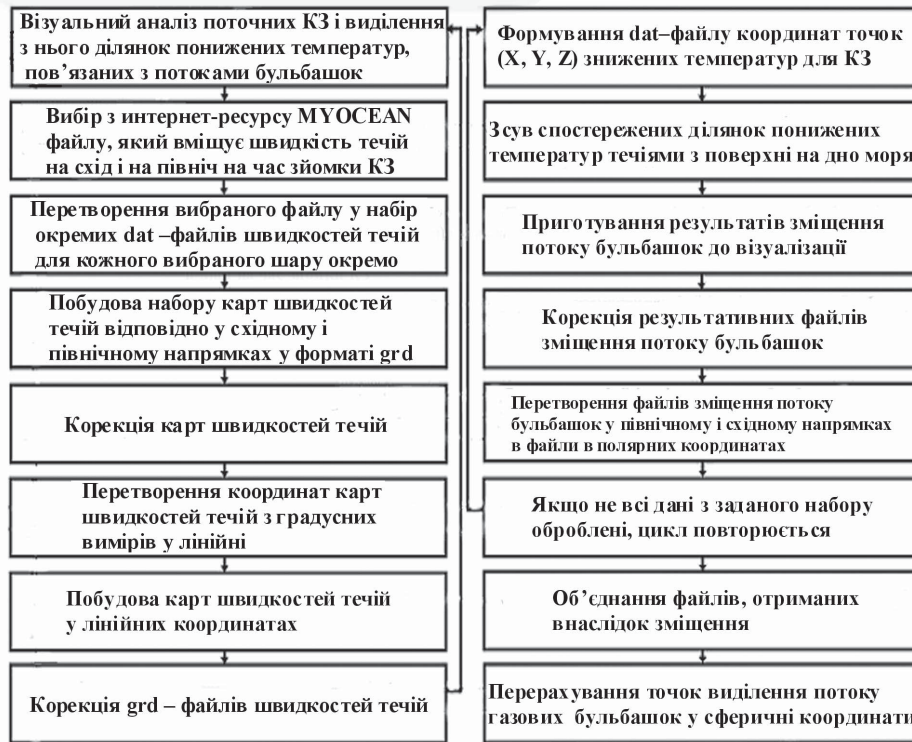 Візуальний аналіз поточних КЗ і виділення
з нього ділянок понижених температур,
пов’язаних з потоками бульбашок
Вибір з интернет-ресурсу MYOCEAN
файлу, який вміщує швидкість течій
на схід і на північ на час зйомки КЗ
Перетворення вибраного файлу у набір
окремих dat –файлів швидкостей течій
для кожного вибраного шару окремо
Побудова набору карт швидкостей
течій відповідно у східному і
північному напрямках у форматі grd
Корекція карт швидкостей течій
Перетворення координат карт
швидкостей течій з градусних
вимірів у лінійні
Побудова карт швидкостей течій
у лінійних координатах
Корекція grd – файлів швидкостей течій
Формування dat–файлу координат точок
(X, Y, Z) знижених температур для КЗ
Зсув спостережених ділянок понижених
температур течіями з поверхні на дно моря
Приготування результатів зміщення
потоку бульбашок до візуалізації
Корекція результативних файлів
зміщення потоку бульбашок
Перетворення файлів зміщення потоку
бульбашок у північному і східному напрямках
в файли в полярних координатах
Якщо не всі дані з заданого набору
оброблені, цикл повторюється
Об’єднання файлів, отриманих
внаслідок зміщення
Перерахування точок виділення потоку
газових бульбашок у сферичні координати